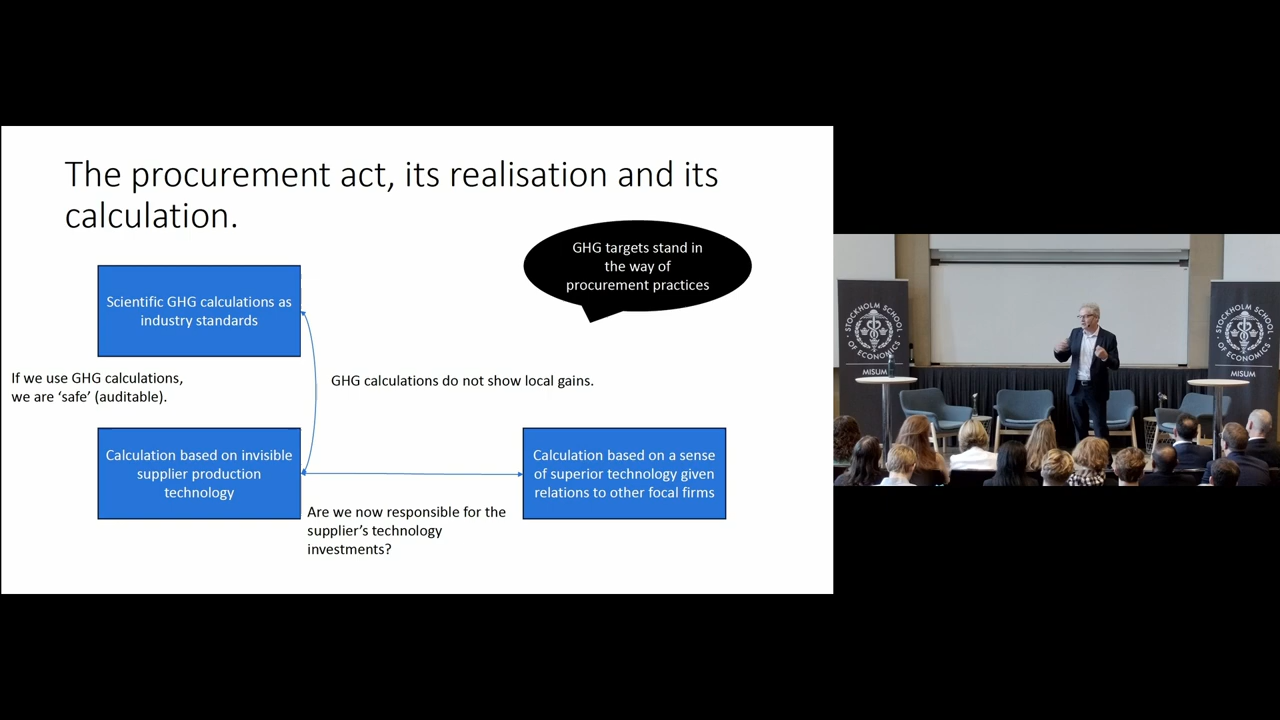 The procurement act, its realisation and its
calculation.
GHG targets stand in
the way of
procurement practices
Scientific GHG calculations as
industry standards
If we use GHG calculations,
we are ‘safe’ (auditable).
GHG calculations do not show local gains.
Calculation based on invisible
supplier production
technology
Calculation based on a sense
of superior technology given
relations to other focal firms
Are we now responsible for the
supplier’s technology
investments?
STOCKHOLM SCHOOL
OF ECONOMICS
MISUM
STOCKHOLM SCHOOL
OF ECONOMICS
MISUM